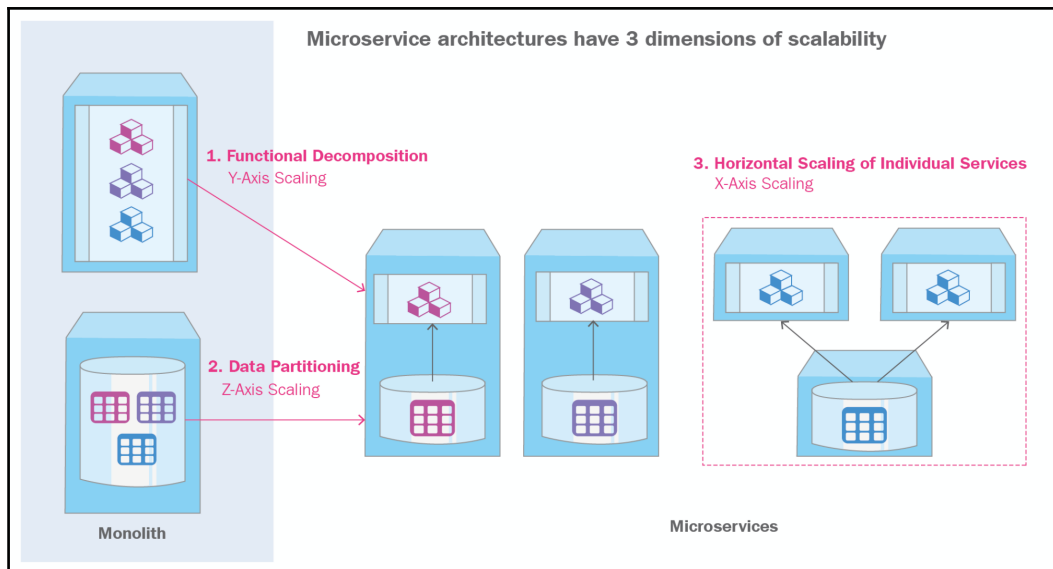 Microservice architectures have 3 dimensions of scalability
1. Functional Decomposition
Y-Axis Scaling
3. Horizontal Scaling of Individual Services
X-Axis Scaling
2. Data Partitioning
Z-Axis Scaling
Monolith
Microservices